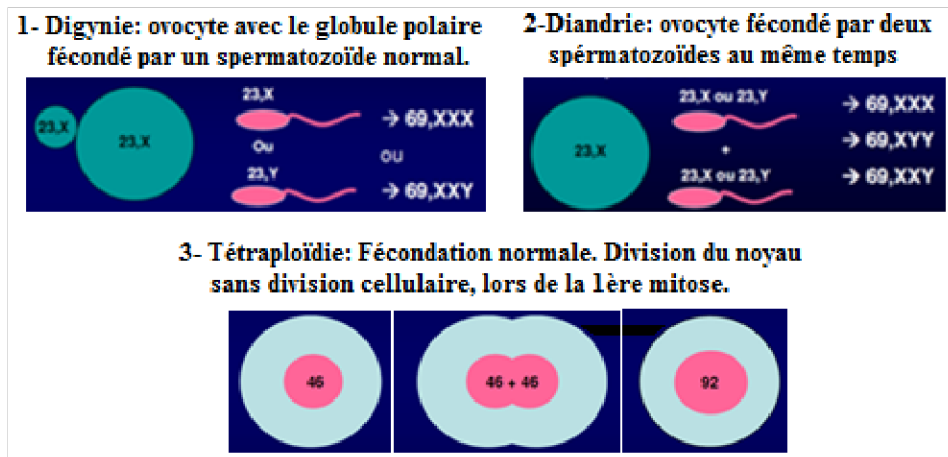 1- Digynie: ovocyte avec le globule polaire
fécondé par un spermatozoïde normal.
23,X
23,X
23,X
→ 69,XXX
Ou
ou
23,Y
→ 69,XXY
2-Diandrie: ovocyte fécondé par deux
spérmatozoïdes au même temps
23,X
23,X ou 23,Y
→ 69,XXX
+
→ 69,XYY
23,X ou 23,Y
→ 69,XXY
3- Tétraploïdie: Fécondation normale. Division du noyau
sans division cellulaire, lors de la 1ère mitose.
46
46 + 46
92